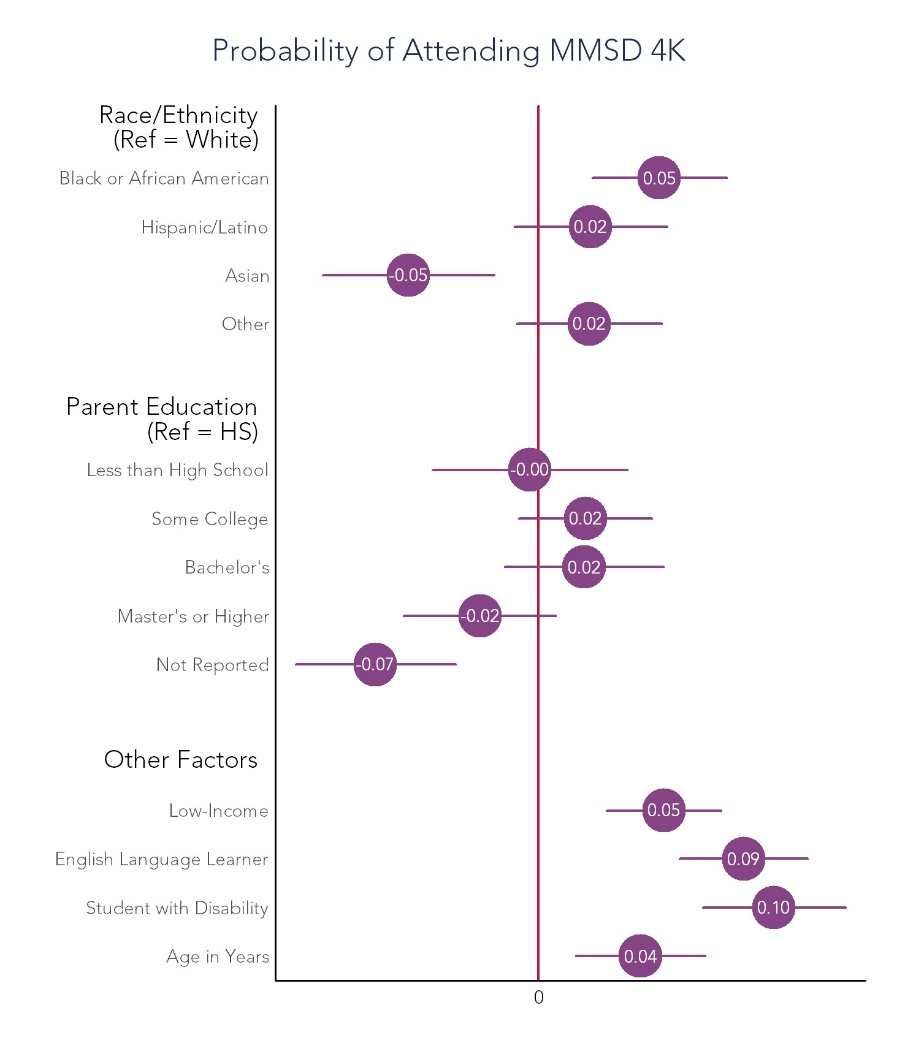 Probability of Attending MMSD 4K
Race/Ethnicity
(Ref = White)
Black or African American
0.05
Hispanic/Latino
0.02
Asian
-0.05
Other
0.02
Parent Education
(Ref = HS)
Less than High School
-0.00
Some College
0.02
Bachelor's
0.02
Master's or Higher
-0.02
Not Reported
-0.07
Other Factors
Low-Income
0.05
English Language Learner
0.09
Student with Disability
0.10
Age in Years
0.04
0